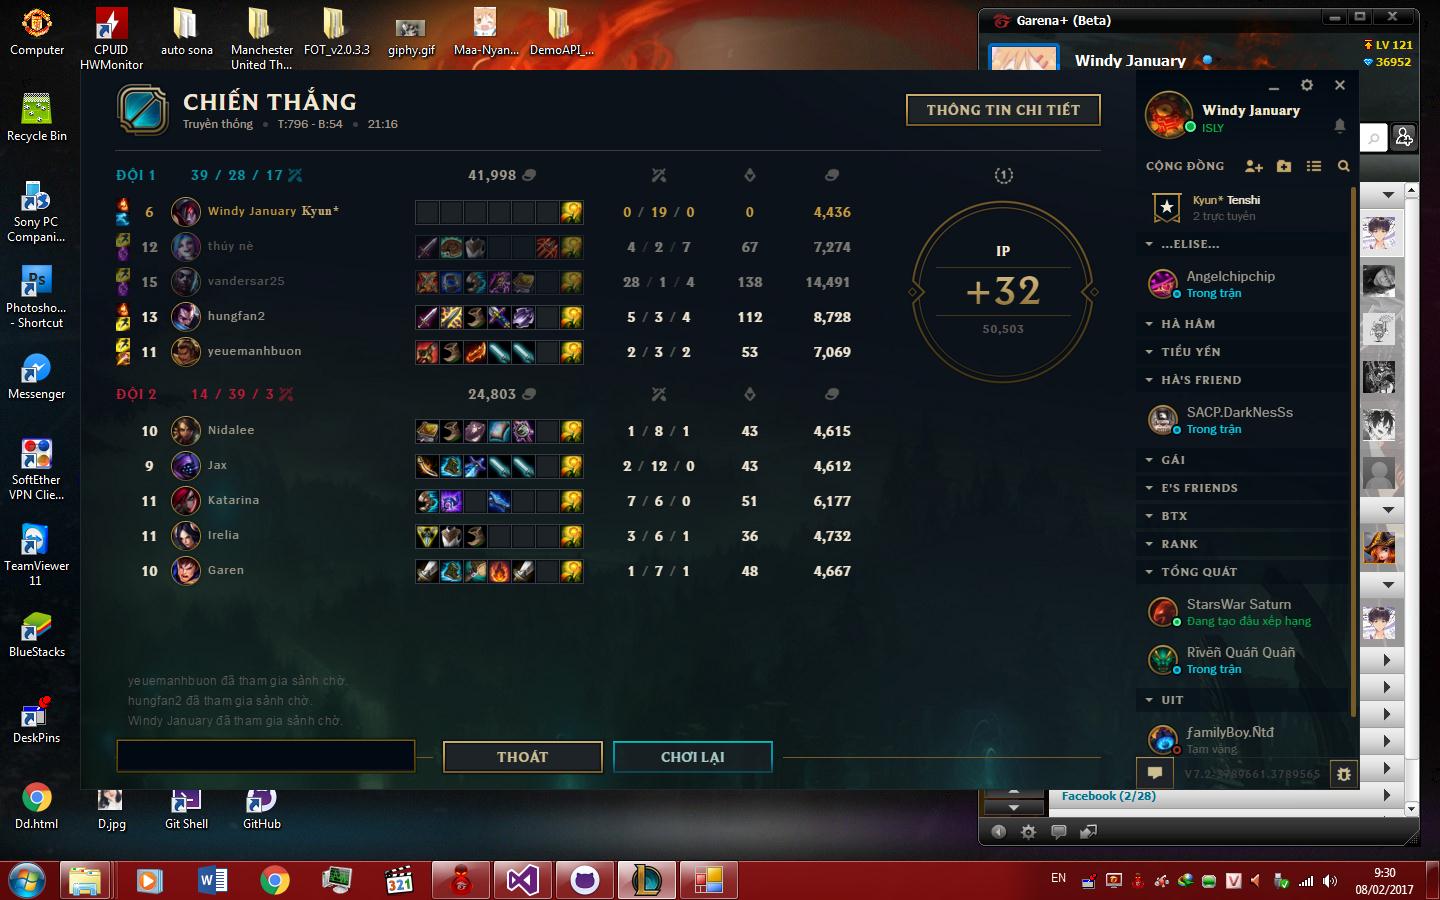 Computer
CPUID
HWMonitor
auto sona
Manchester
United Th...
FOT_v2.0.3.3
giphy.gif
Maa-Nyan...
DemoAPI_...
Recycle Bin
Sony PC
Compani...
Photosho...
- Shortcut
Messenger
SoftEther
VPN Clie...
TeamViewer
11
BlueStacks
DeskPins
Dd.html
D.jpg
Git Shell
GitHub
Garena+ (Beta)
Windy January
LV 121
36952
CHIẾN THẮNG
Truyền thống • T:796 - B:54 • 21:16
THÔNG TIN CHI TIẾT
ĐỘI 1 39 / 28 / 17 41,998
6 Windy January Kyun* 0 / 19 / 0 0 4,436
12 thúy nè 4 / 2 / 7 67 7,274
15 vandersar25 28 / 1 / 4 138 14,491
13 hungfan2 5 / 3 / 4 112 8,728
11 yeuemanhbuon 2 / 3 / 2 53 7,069
ĐỘI 2 14 / 39 / 3 24,803
10 Nidalee 1 / 8 / 1 43 4,615
9 Jax 2 / 12 / 0 43 4,612
11 Katarina 7 / 6 / 0 51 6,177
11 Irelia 3 / 6 / 1 36 4,732
10 Garen 1 / 7 / 1 48 4,667
1
IP
+32
50,503
yeuemanhbuon đã tham gia sảnh chờ.
hungfan2 đã tham gia sảnh chờ.
Windy January đã tham gia sảnh chờ.
THOÁT
CHƠI LẠI
Windy January
ISLY
CỘNG ĐỒNG
Kyun* Tenshi
2 trực tuyến
...ELISE...
Angelchipchip
Trong trận
HÀ HÂM
TIỂU YẾN
HÀ'S FRIEND
SACP.DarkNesSs
Trong trận
GÁI
E'S FRIENDS
BTX
RANK
TỔNG QUÁT
StarsWar Saturn
Đang tạo đấu xếp hạng
Rivëñ Quáñ Quâñ
Trong trận
UIT
ƒamilyBoy.Ñtđ
Tạm vắng
V7.2-3789661.3789565
Facebook (2/28)
321
EN
9:30
08/02/2017